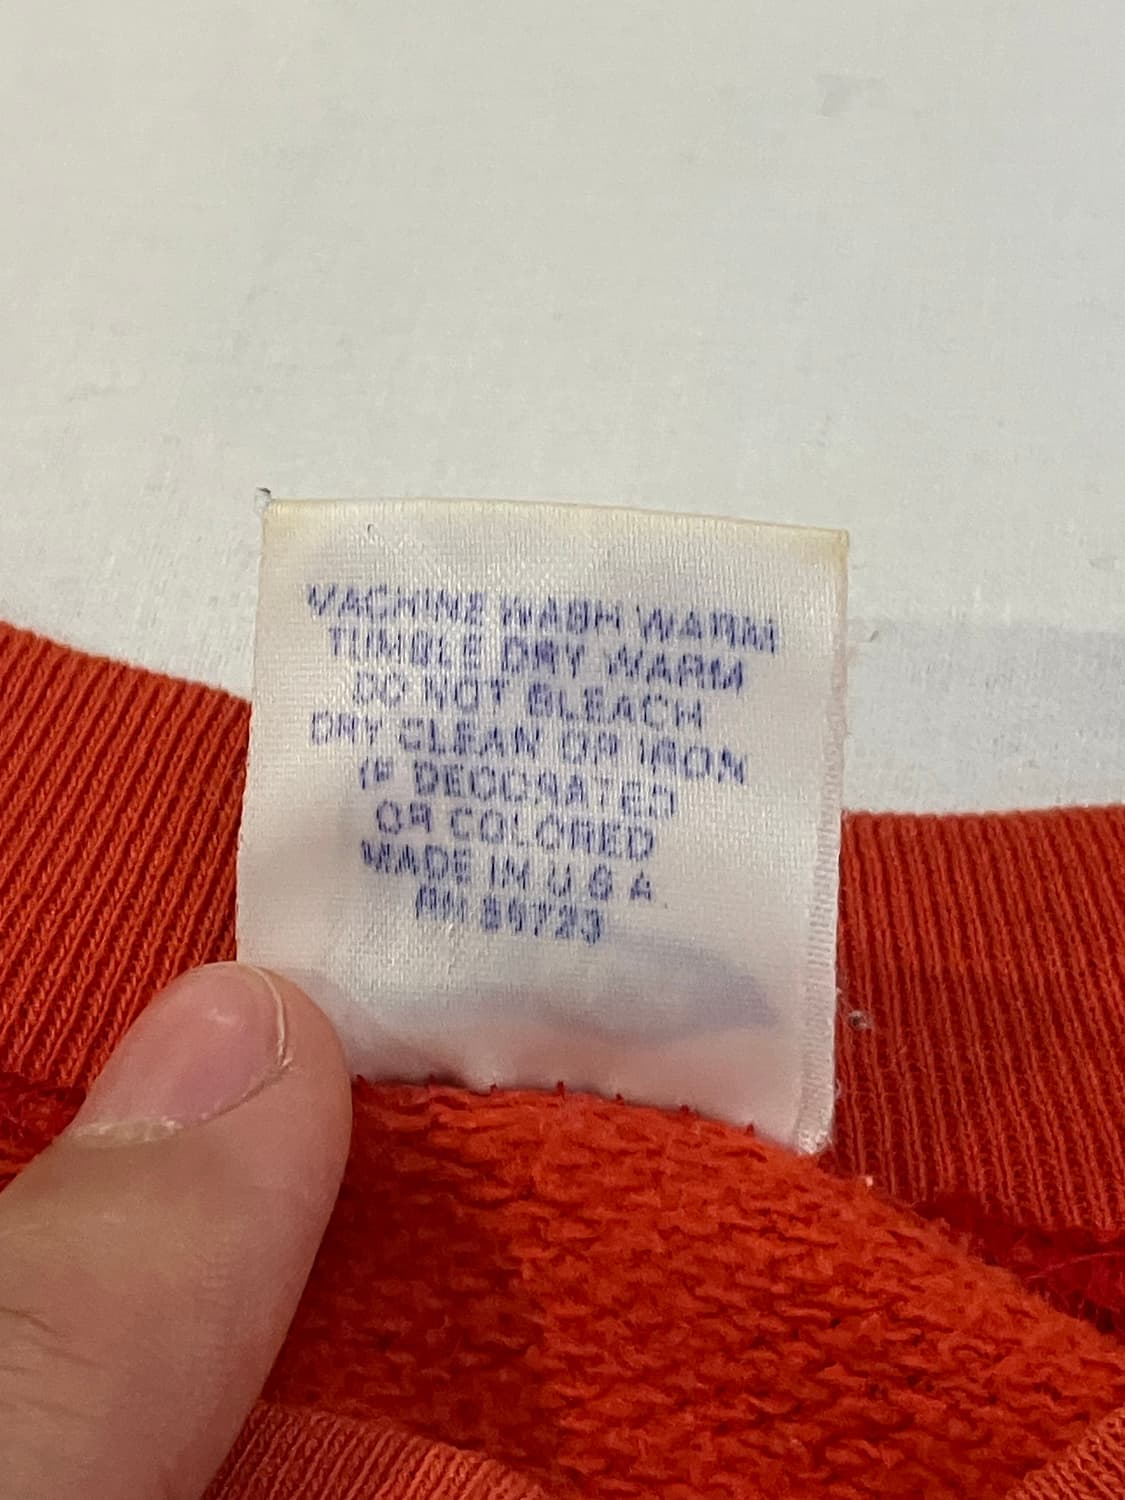 MACHINE WASH WARM
TUMBLE DRY WARM
DO NOT BLEACH
DRY CLEAN OR IRON
IF DECORATED
OR COLORED
MADE IN U.S.A.
RN